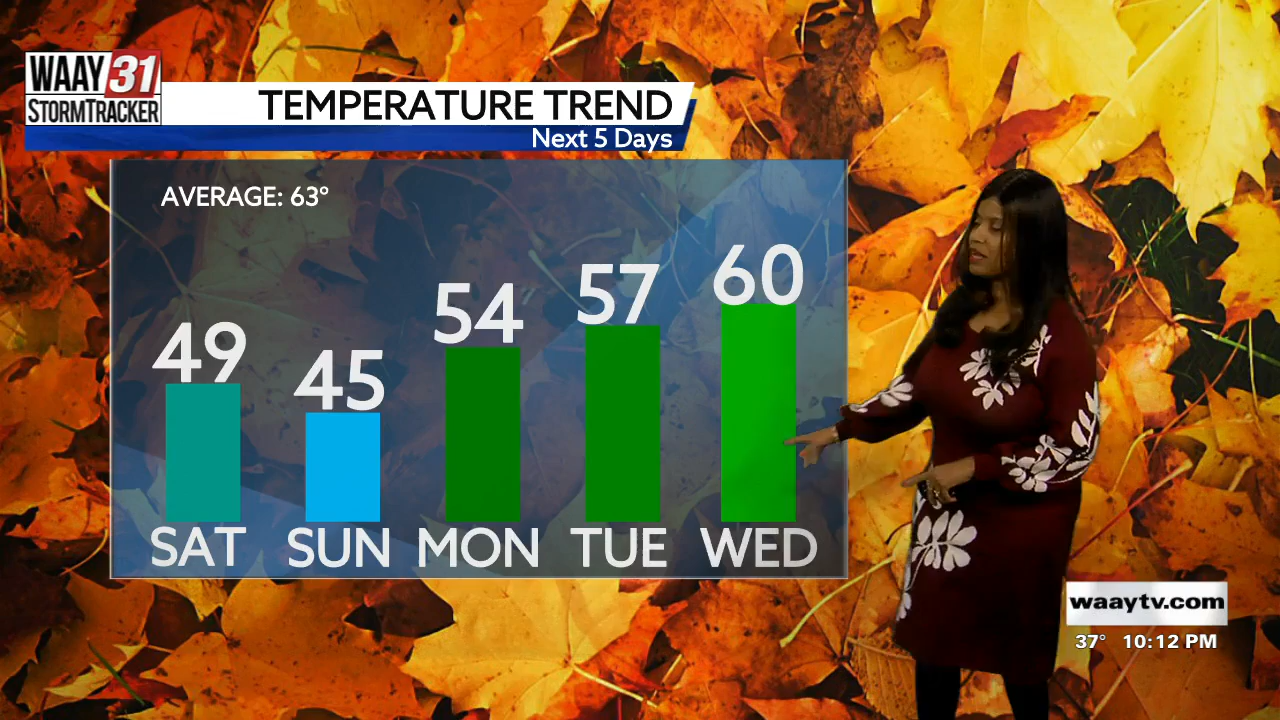 WAAY 31
STORMTRACKER
TEMPERATURE TREND
Next 5 Days
AVERAGE: 63°
49 45 54 57 60
SAT SUN MON TUE WED
waaytv.com
37° 10:12 PM